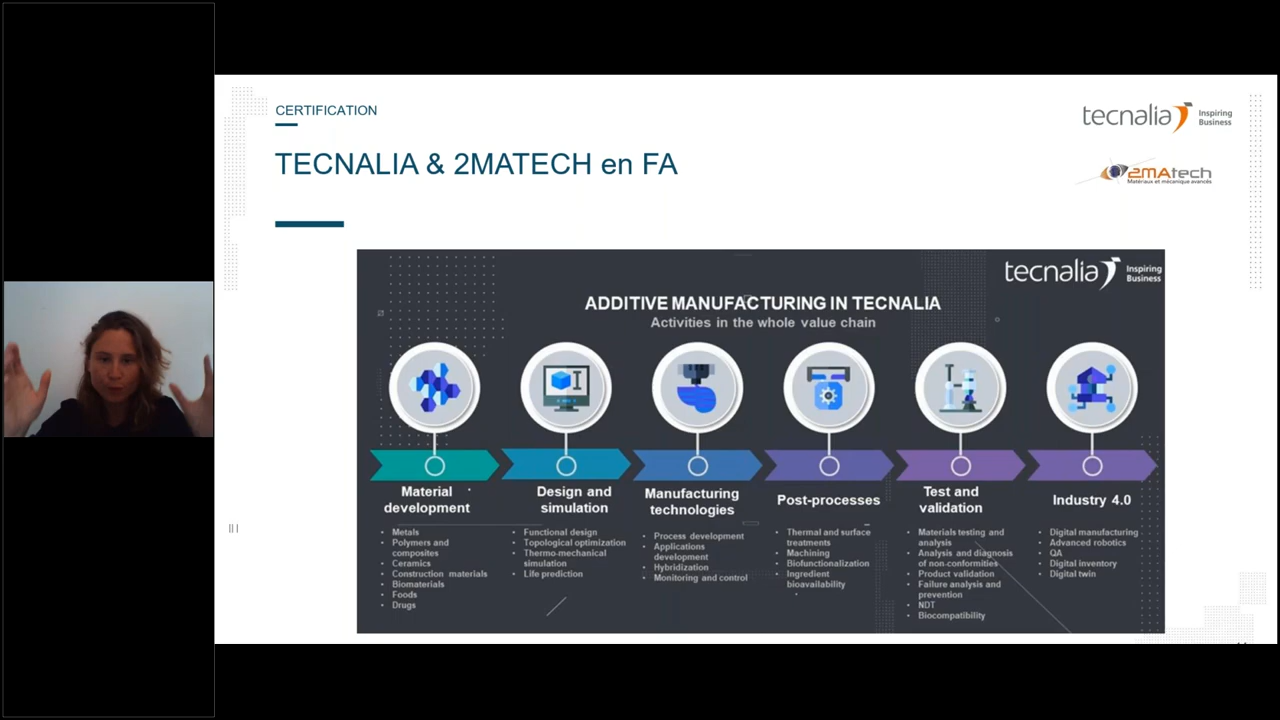 CERTIFICATION
TECNALIA & 2MATECH en FA
tecnalia Inspiring
Business
2MAtech
Matériaux et mécanique avancés
tecnalia Inspiring
Business
ADDITIVE MANUFACTURING IN TECNALIA
Activities in the whole value chain
Material
development
• Metals
• Polymers and
composites
• Ceramics
• Construction materials
• Biomaterials
• Foods
• Drugs
Design and
simulation
• Functional design
• Topological optimization
• Thermo-mechanical
simulation
• Life prediction
Manufacturing
technologies
• Process development
• Applications
development
• Hybridization
• Monitoring and control
Post-processes
• Thermal and surface
treatments
• Machining
• Biofunctionalization
• Ingredient
bioavailability
Test and
validation
• Materials testing and
analysis
• Analysis and diagnosis
of non-conformities
• Product validation
• Failure analysis and
prevention
• NDT
• Biocompatibility
Industry 4.0
• Digital manufacturing
• Advanced robotics
• QA
• Digital inventory
• Digital twin